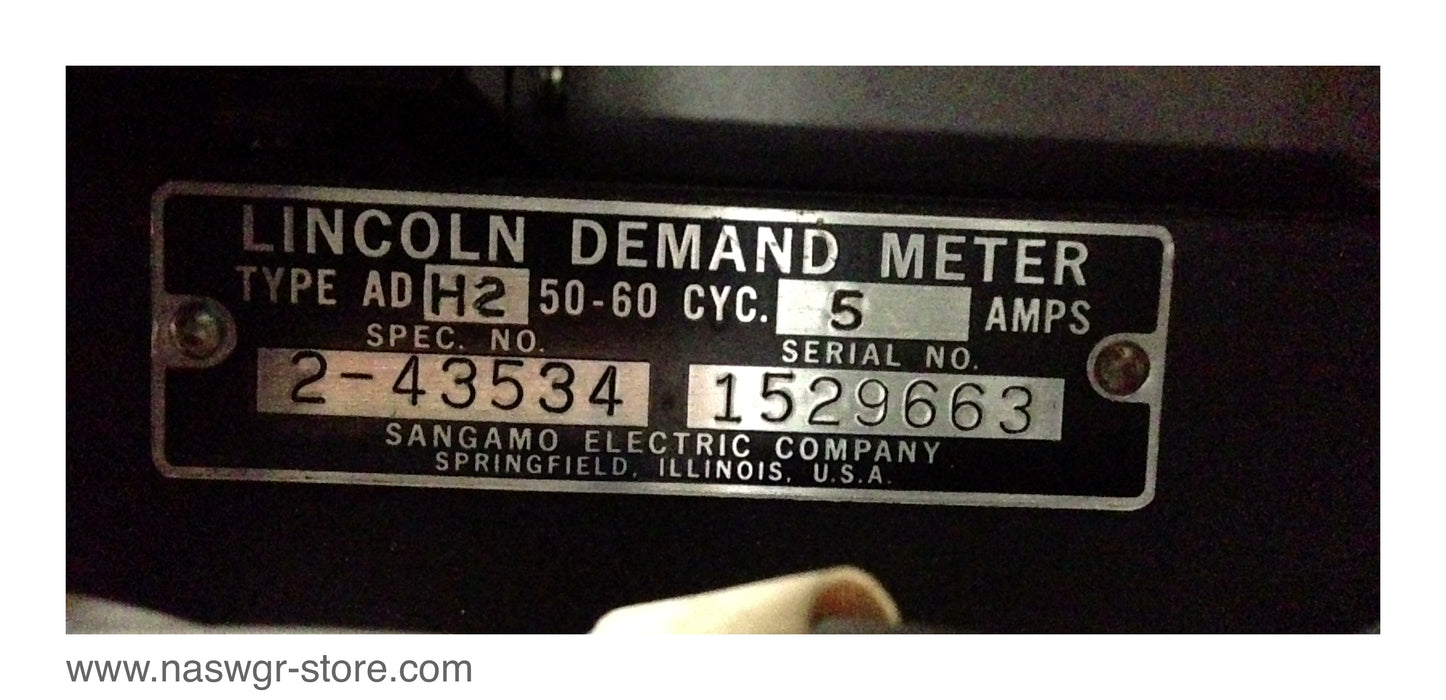 LINCOLN DEMAND METER
TYPE AD H2 50-60 CYC. 5 AMPS
SPEC. NO. SERIAL NO.
2-43534 1529663
SANGAMO ELECTRIC COMPANY
SPRINGFIELD, ILLINOIS, U.S.A.
www.naswgr-store.com